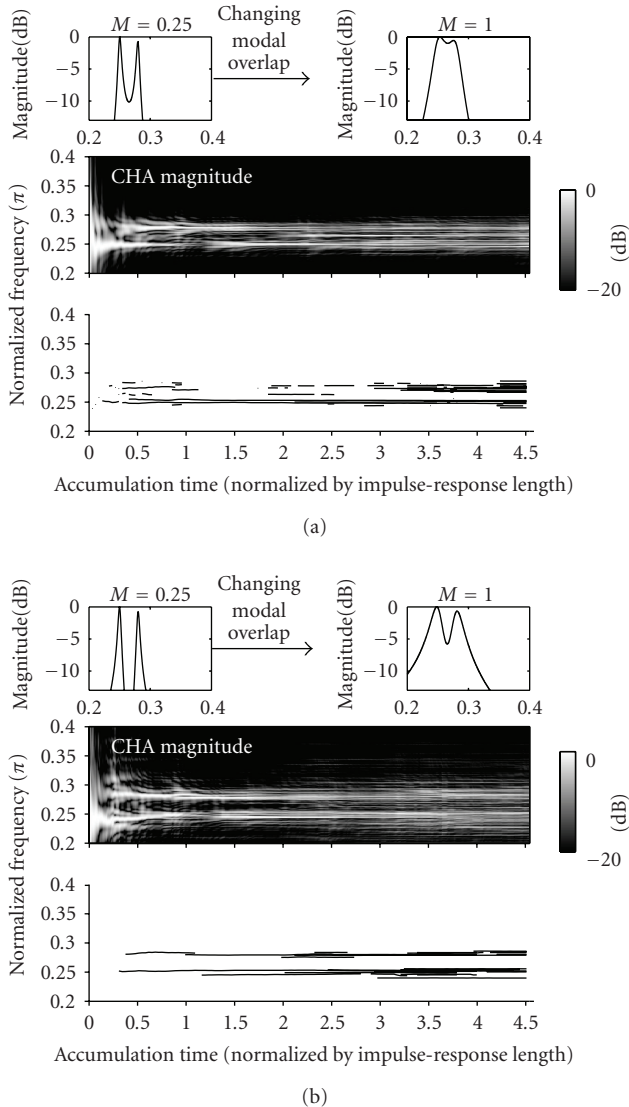 M = 0.25
Changing
modal
overlap
M = 1
Magnitude(dB)
0
−5
−10
0.2
0.3
0.4
Magnitude(dB)
0
−5
−10
0.2
0.3
0.4
CHA magnitude
Normalized frequency (π)
0.4
0.35
0.3
0.25
0.2
0
−20
(dB)
0.4
0.35
0.3
0.25
0.2
0 0.5 1 1.5 2 2.5 3 3.5 4 4.5
Accumulation time (normalized by impulse-response length)
(a)
M = 0.25
Changing
modal
overlap
M = 1
Magnitude(dB)
0
−5
−10
0.2
0.3
0.4
Magnitude(dB)
0
−5
−10
0.2
0.3
0.4
CHA magnitude
Normalized frequency (π)
0.4
0.35
0.3
0.25
0.2
0
−20
(dB)
0.4
0.35
0.3
0.25
0.2
0 0.5 1 1.5 2 2.5 3 3.5 4 4.5
Accumulation time (normalized by impulse-response length)
(b)